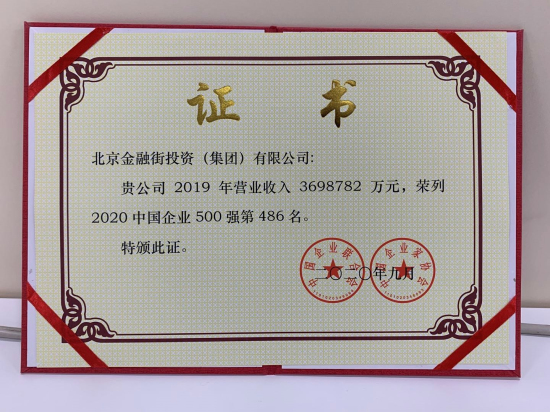 证 书
北京金融街投资（集团）有限公司:
贵公司 2019 年营业收入 3698782 万元，荣列
2020 中国企业 500 强第 486 名。
特颁此证。
二〇二〇年九月